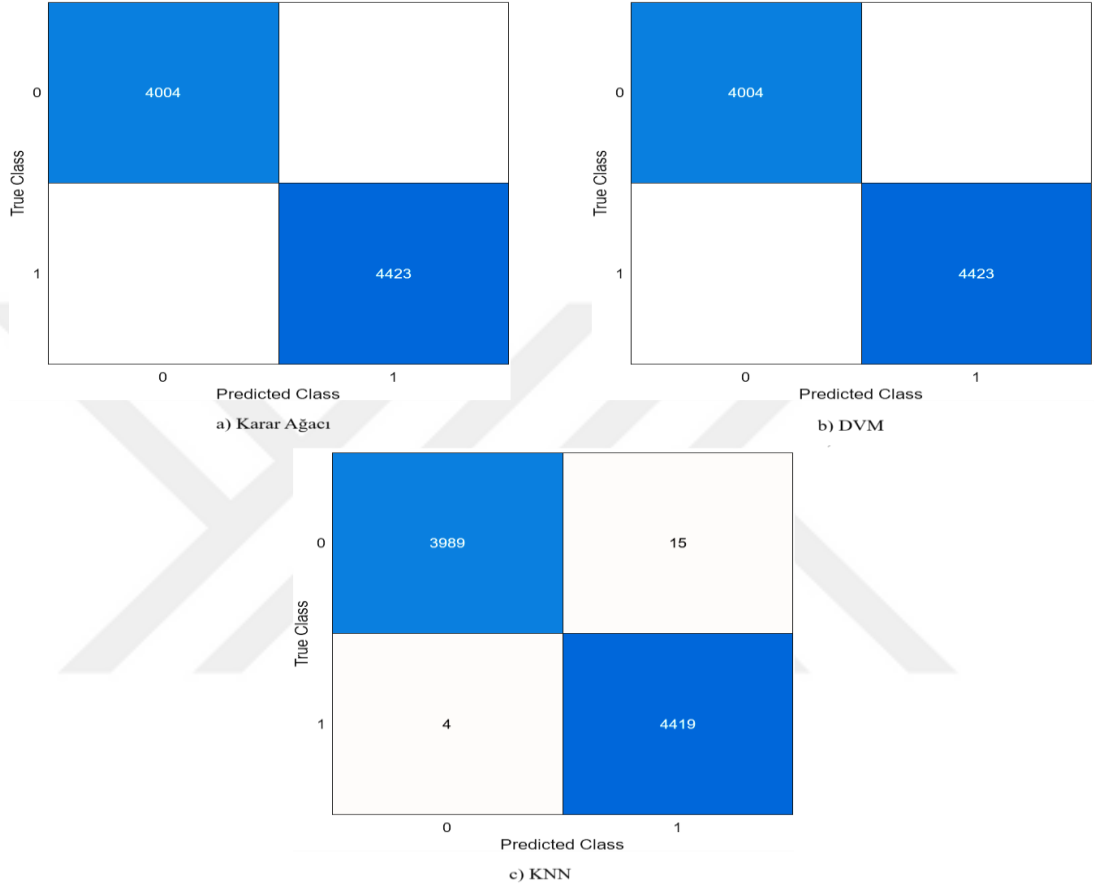 0
4004
True Class
1
4423
0
1
Predicted Class
a) Karar Ağacı
0
4004
True Class
1
4423
0
1
Predicted Class
b) DVM
0
3989
15
True Class
1
4
4419
0
1
Predicted Class
c) KNN